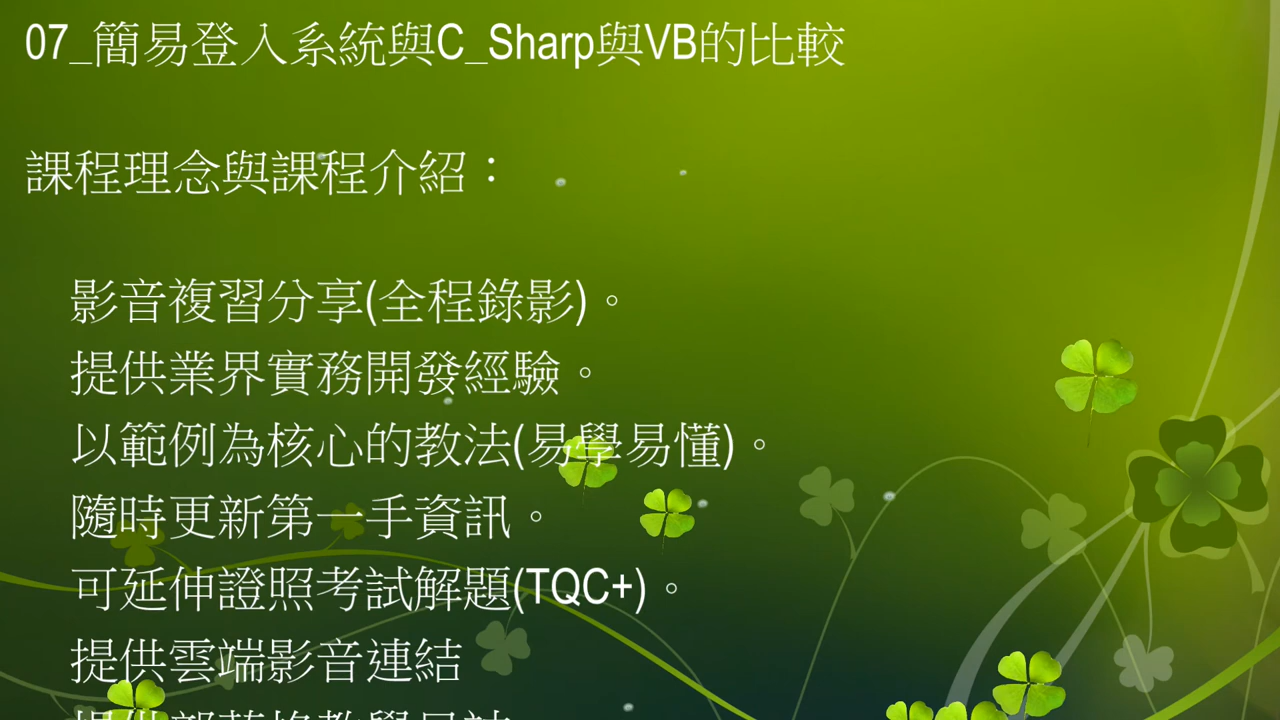 07_簡易登入系統與C_Sharp與VB的比較
課程理念與課程介紹：
影音複習分享(全程錄影)。
提供業界實務開發經驗。
以範例為核心的教法(易學易懂)。
隨時更新第一手資訊。
可延伸證照考試解題(TQC+)。
提供雲端影音連結